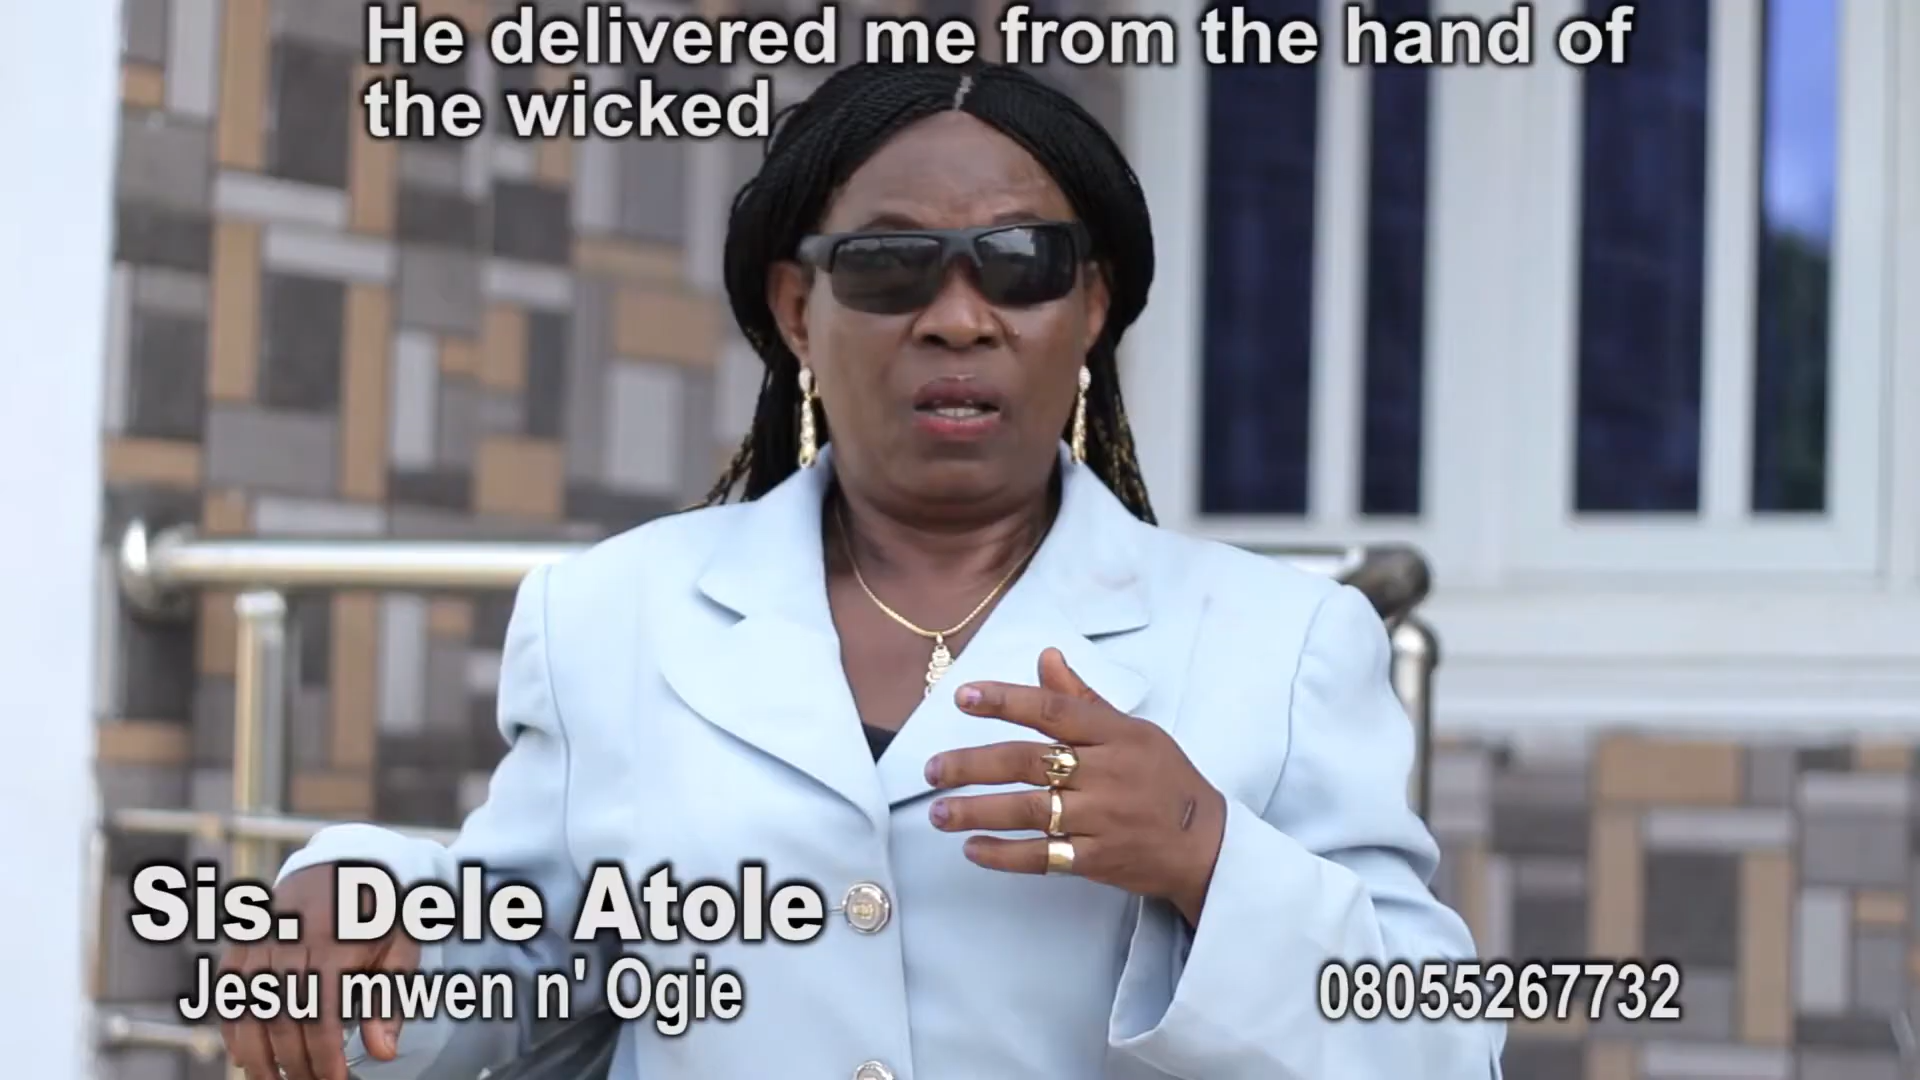 He delivered me from the hand of
the wicked
Sis. Dele Atole
Jesu mwen n' Ogie
08055267732